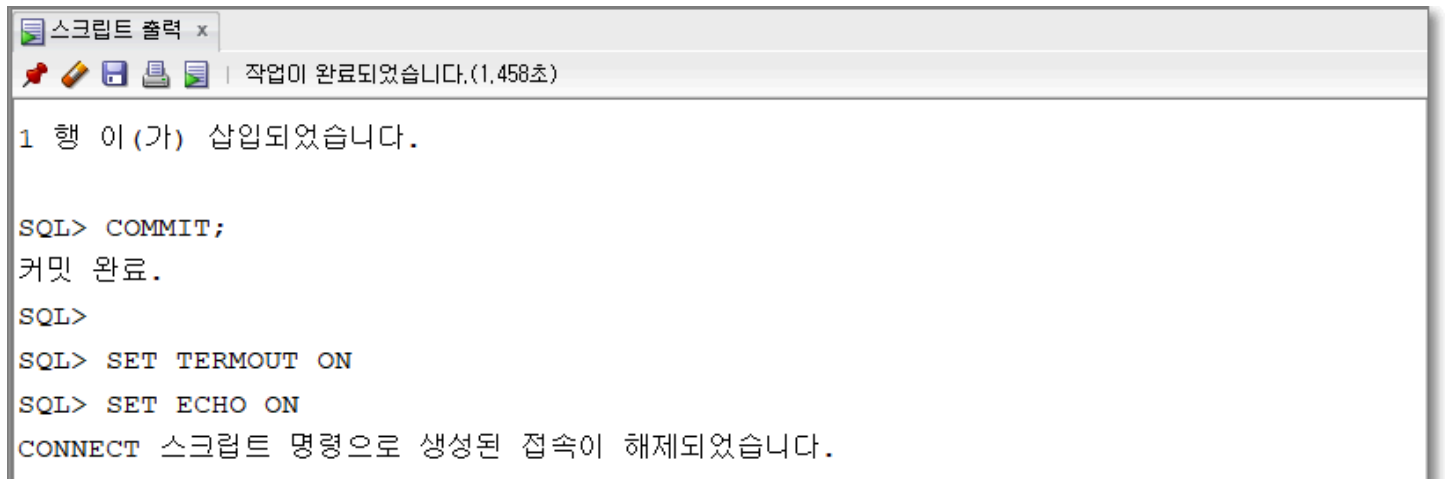 스크립트 출력 x
작업이 완료되었습니다,(1,458초)
1 행 이(가) 삽입되었습니다.
SQL> COMMIT;
커밋 완료.
SQL>
SQL> SET TERMOUT ON
SQL> SET ECHO ON
CONNECT 스크립트 명령으로 생성된 접속이 해제되었습니다.